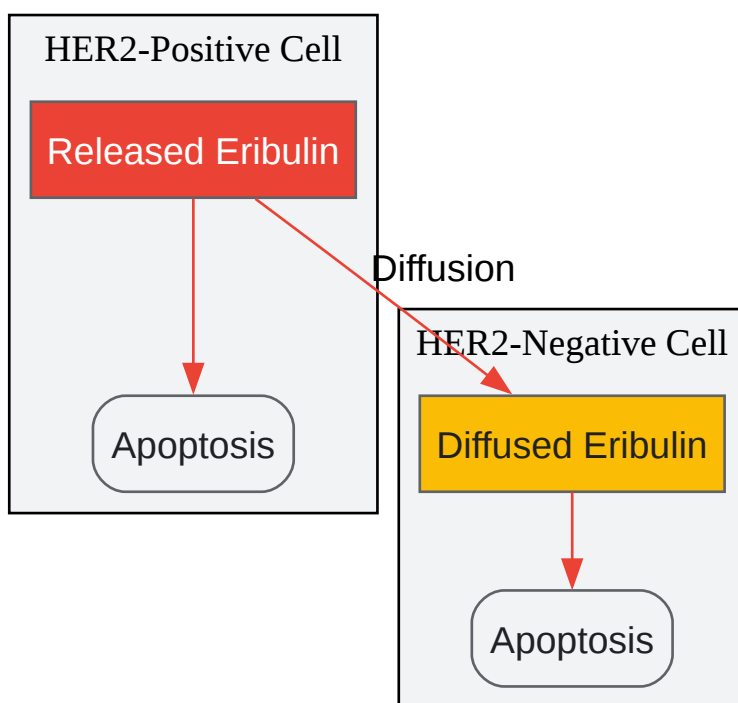 HER2-Positive Cell
Released Eribulin
Diffusion
HER2-Negative Cell
Apoptosis
Diffused Eribulin
Apoptosis